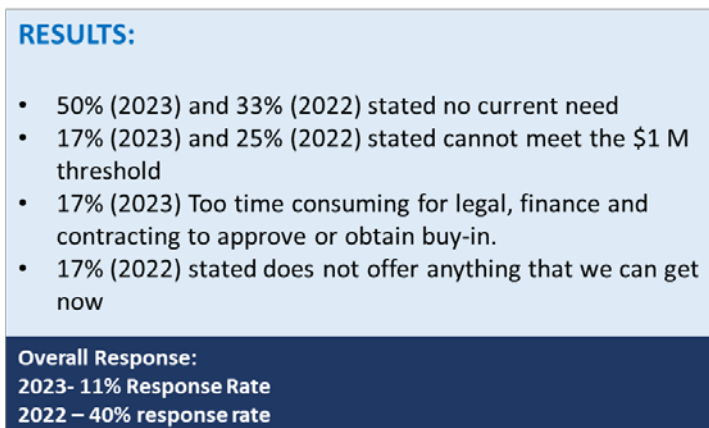 RESULTS:
• 50% (2023) and 33% (2022) stated no current need
• 17% (2023) and 25% (2022) stated cannot meet the $1 M
threshold
• 17% (2023) Too time consuming for legal, finance and
contracting to approve or obtain buy-in.
• 17% (2022) stated does not offer anything that we can get
now
Overall Response:
2023- 11% Response Rate
2022 – 40% response rate